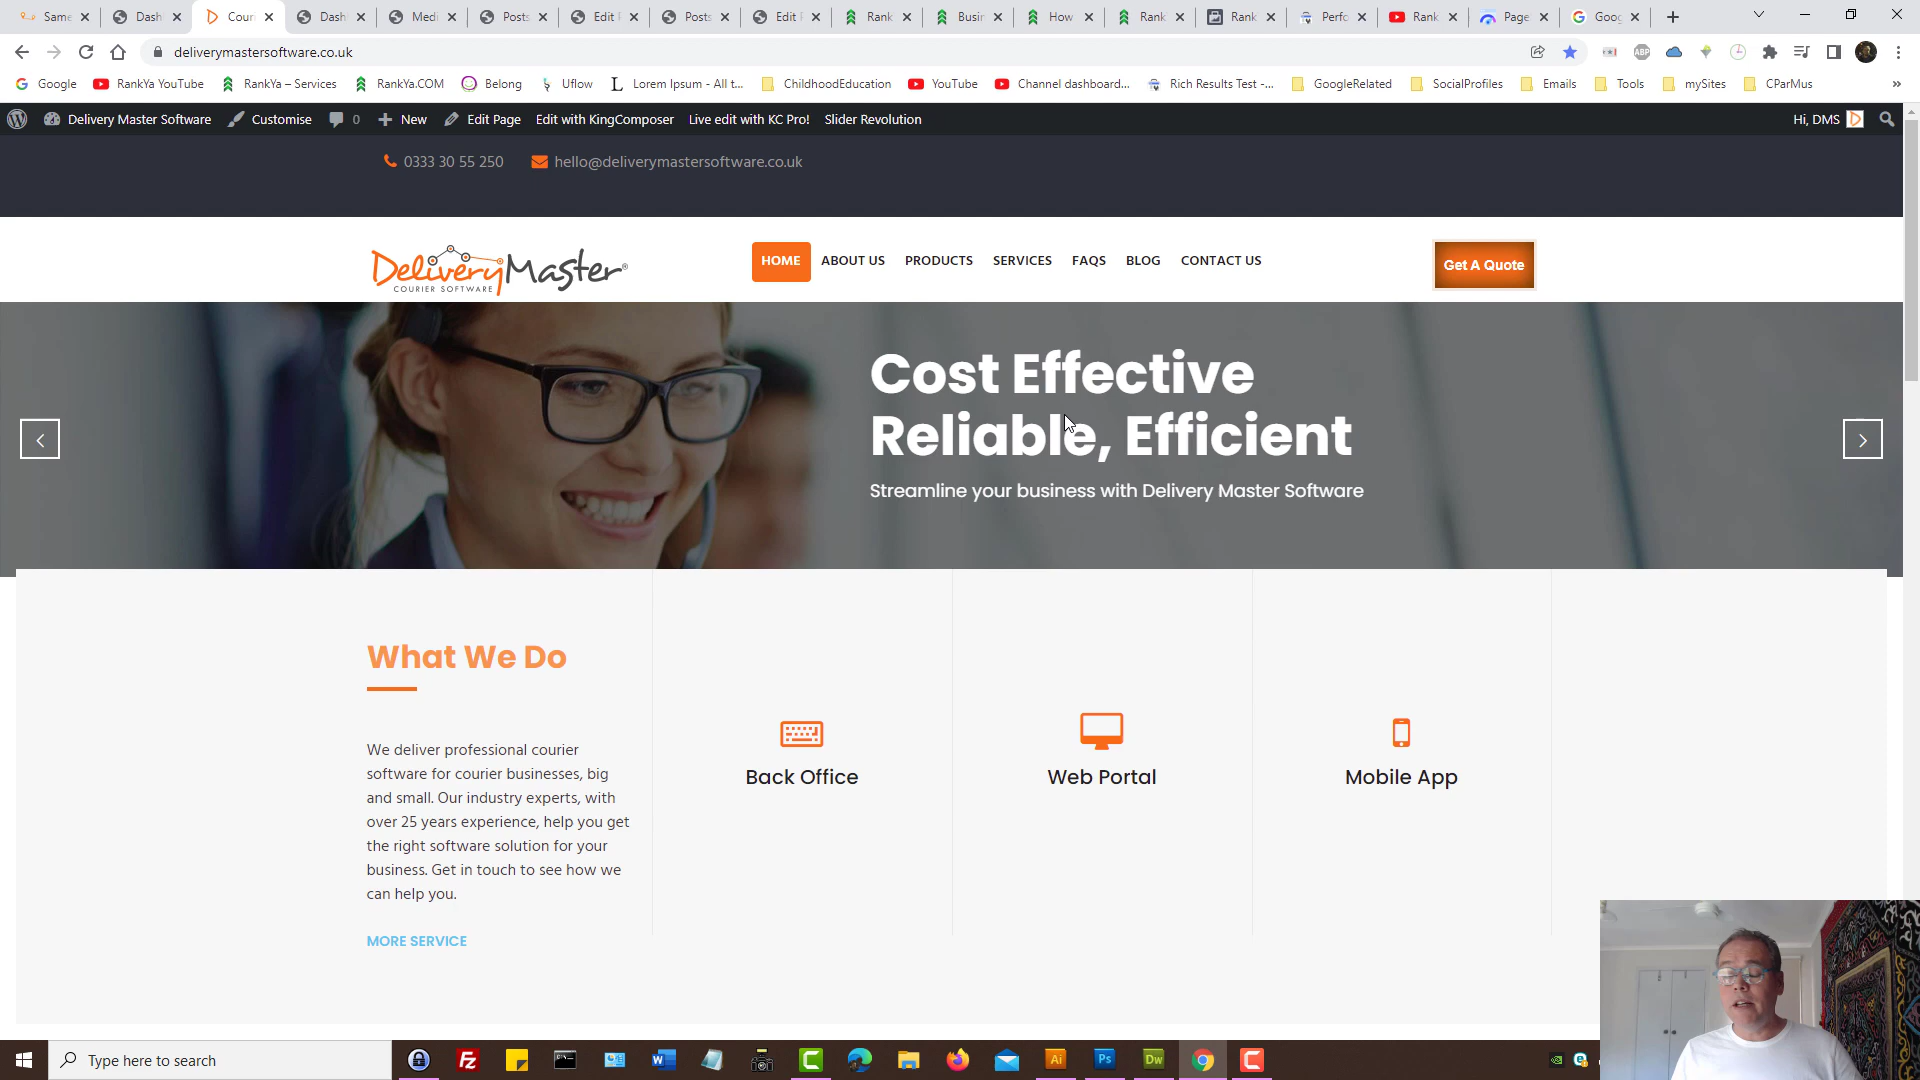 Same
Dash
Couri
Dash
Medi
Posts
Edit P
Posts
Edit P
Rank
Busin
How
Rank
Rank
Perfo
Rank
Page
Goog
deliverymastersoftware.co.uk
Google
RankYa YouTube
RankYa – Services
RankYa.COM
Belong
Uflow
Lorem Ipsum - All t...
ChildhoodEducation
YouTube
Channel dashboard...
Rich Results Test -...
GoogleRelated
SocialProfiles
Emails
Tools
mySites
CParMus
Delivery Master Software
Customise
0
New
Edit Page
Edit with KingComposer
Live edit with KC Pro!
Slider Revolution
Hi, DMS
0333 30 55 250
hello@deliverymastersoftware.co.uk
DeliveryMaster®
COURIER SOFTWARE
HOME
ABOUT US
PRODUCTS
SERVICES
FAQS
BLOG
CONTACT US
Get A Quote
Cost Effective
Reliable, Efficient
Streamline your business with Delivery Master Software
What We Do
We deliver professional courier
software for courier businesses, big
and small. Our industry experts, with
over 25 years experience, help you get
the right software solution for your
business. Get in touch to see how we
can help you.
MORE SERVICE
Back Office
Web Portal
Mobile App
Type here to search